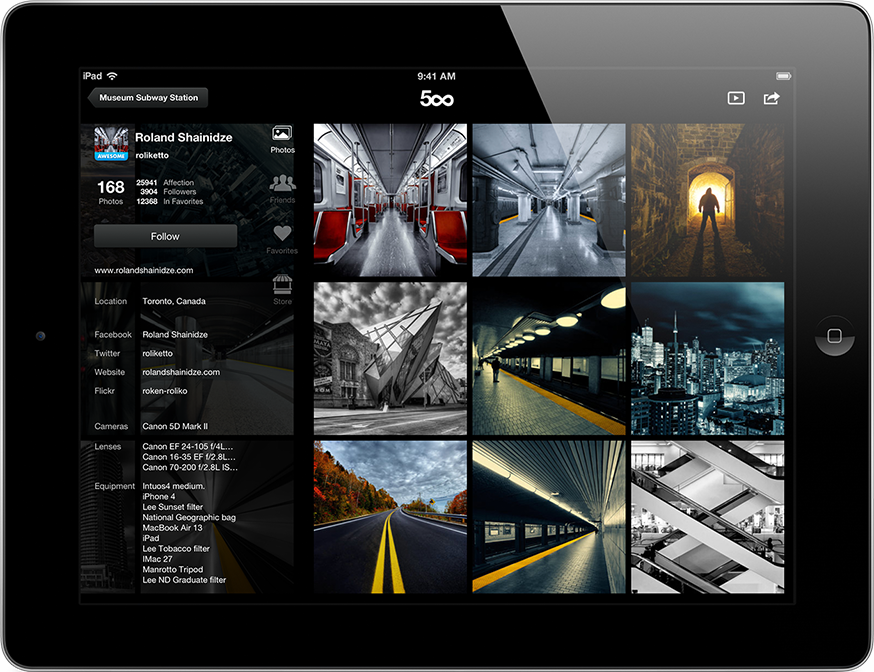 iPad
9:41 AM
Museum Subway Station
500
AWESOME
Roland Shainidze
roliketto
168
Photos
25941 Affection
3904 Followers
12368 In Favorites
Follow
www.rolandshainidze.com
Photos
Friends
Favorites
Store
Location Toronto, Canada
Facebook Roland Shainidze
Twitter roliketto
Website rolandshainidze.com
Flickr roken-roliko
Cameras Canon 5D Mark II
Lenses Canon EF 24-105 f/4L...
Canon 16-35 EF f/2.8L...
Canon 70-200 f/2.8L IS...
Equipment Intuos4 medium.
iPhone 4
Lee Sunset filter
National Geographic bag
MacBook Air 13
iPad
Lee Tobacco filter
IMac 27
Manrotto Tripod
Lee ND Graduate filter